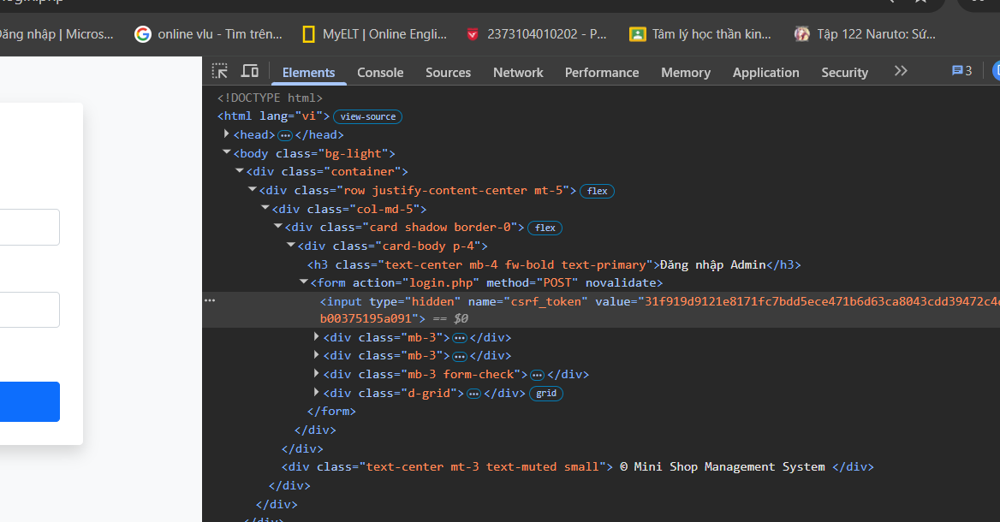 login.php
Đăng nhập | Micros... online vlu - Tìm trên... MyELT | Online Engli... 2373104010202 - P... Tâm lý học thần kin... Tập 122 Naruto: Sứ...
Elements Console Sources Network Performance Memory Application Security 3
<!DOCTYPE html>
<html lang="vi"> view-source
<head> ... </head>
<body class="bg-light">
<div class="container">
<div class="row justify-content-center mt-5"> flex
<div class="col-md-5">
<div class="card shadow border-0"> flex
<div class="card-body p-4">
<h3 class="text-center mb-4 fw-bold text-primary">Đăng nhập Admin</h3>
<form action="login.php" method="POST" novalidate>
<input type="hidden" name="csrf_token" value="31f919d9121e8171fc7bdd5ece471b6d63ca8043cdd39472c4
b00375195a091"> == $0
<div class="mb-3"> ... </div>
<div class="mb-3"> ... </div>
<div class="mb-3 form-check"> ... </div>
<div class="d-grid"> ... </div> grid
</form>
</div>
</div>
<div class="text-center mt-3 text-muted small"> © Mini Shop Management System </div>
</div>
</div>
</div>